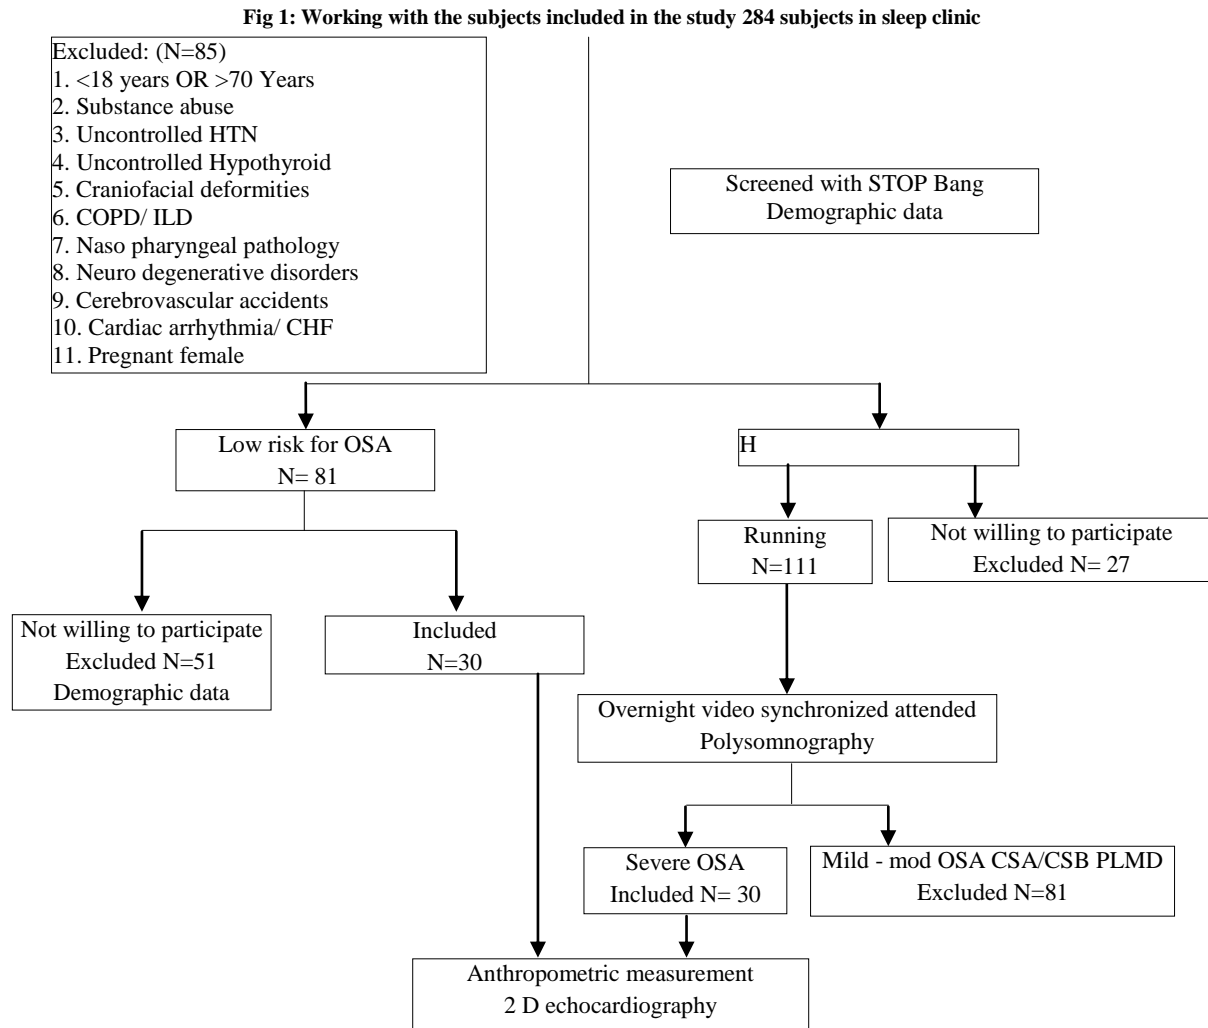 Fig 1: Working with the subjects included in the study 284 subjects in sleep clinic
Excluded: (N=85)
1. <18 years OR >70 Years
2. Substance abuse
3. Uncontrolled HTN
4. Uncontrolled Hypothyroid
5. Craniofacial deformities
6. COPD/ ILD
7. Naso pharyngeal pathology
8. Neuro degenerative disorders
9. Cerebrovascular accidents
10. Cardiac arrhythmia/ CHF
11. Pregnant female
Screened with STOP Bang
Demographic data
Low risk for OSA
N= 81
H
Running
N=111
Not willing to participate
Excluded N= 27
Not willing to participate
Excluded N=51
Demographic data
Included
N=30
Overnight video synchronized attended
Polysomnography
Severe OSA
Included N= 30
Mild - mod OSA CSA/CSB PLMD
Excluded N=81
Anthropometric measurement
2 D echocardiography